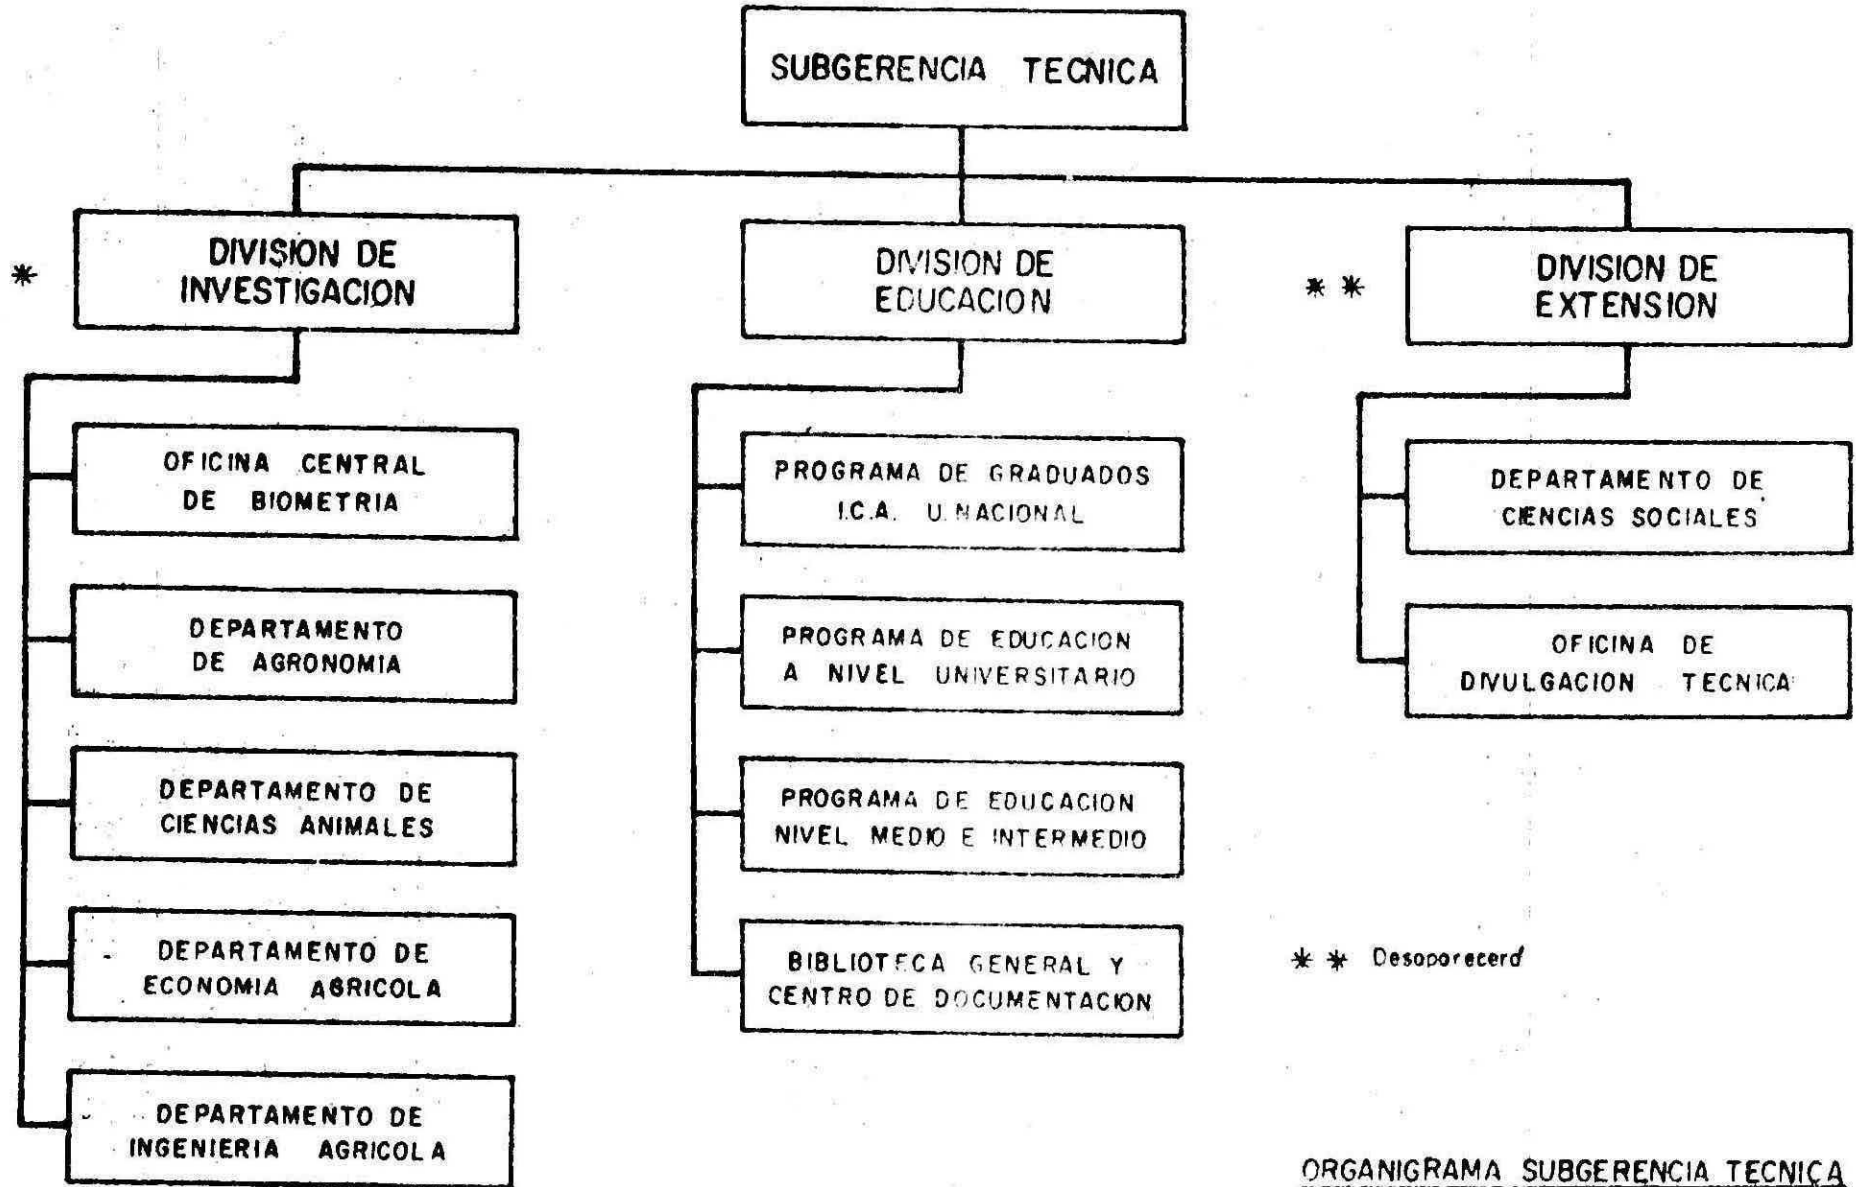 SUBGERENCIA TECNICA
*
DIVISION DE
INVESTIGACION
DIVISION DE
EDUCACION
* *
DIVISION DE
EXTENSION
OFICINA CENTRAL
DE BIOMETRIA
DEPARTAMENTO
DE AGRONOMIA
DEPARTAMENTO DE
CIENCIAS ANIMALES
DEPARTAMENTO DE
ECONOMIA AGRICOLA
DEPARTAMENTO DE
INGENIERIA AGRICOLA
PROGRAMA DE GRADUADOS
I.C.A. U. NACIONAL
PROGRAMA DE EDUCACION
A NIVEL UNIVERSITARIO
PROGRAMA DE EDUCACION
NIVEL MEDIO E INTERMEDIO
BIBLIOTECA GENERAL Y
CENTRO DE DOCUMENTACION
DEPARTAMENTO DE
CIENCIAS SOCIALES
OFICINA DE
DIVULGACION TECNICA
* * Desaparecerá
ORGANIGRAMA SUBGERENCIA TECNICA